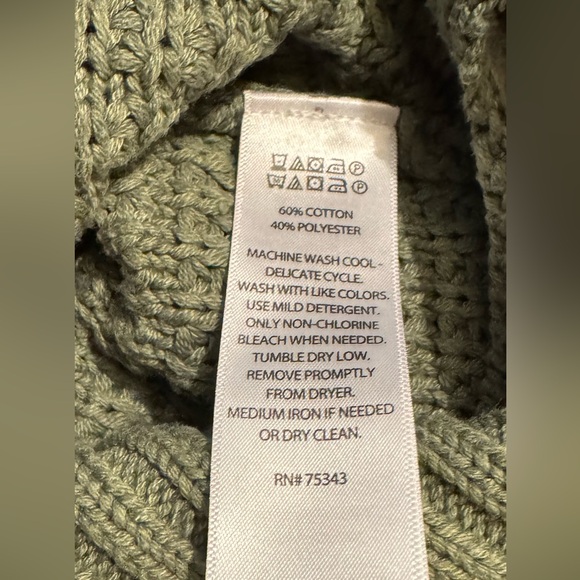 60% COTTON
40% POLYESTER
MACHINE WASH COOL -
DELICATE CYCLE.
WASH WITH LIKE COLORS.
USE MILD DETERGENT.
ONLY NON-CHLORINE
BLEACH WHEN NEEDED.
TUMBLE DRY LOW.
REMOVE PROMPTLY
FROM DRYER.
MEDIUM IRON IF NEEDED
OR DRY CLEAN.
RN# 75343